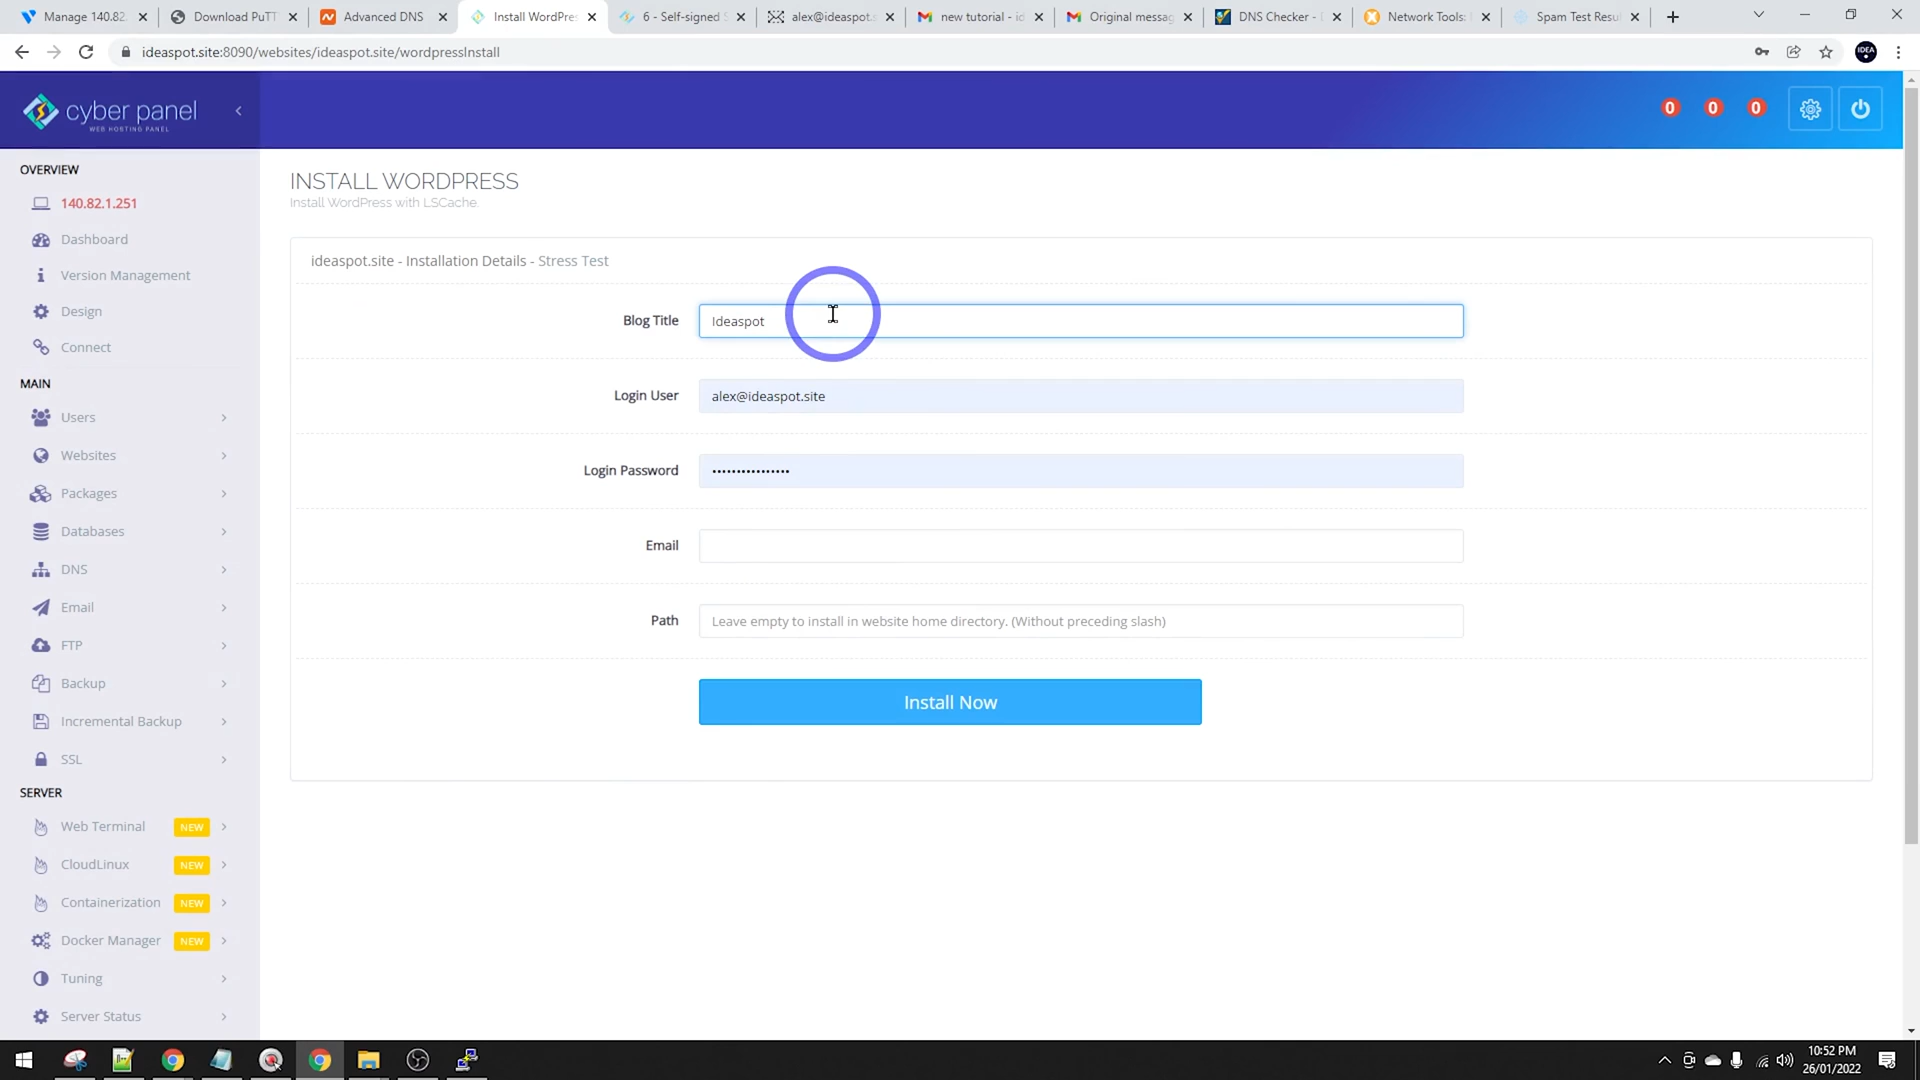 Manage 140.82.
Download PuTT
Advanced DNS
Install WordPres
6 - Self-signed S
alex@ideaspot.s
new tutorial - id
Original messag
DNS Checker - D
Network Tools: 
Spam Test Resul
ideaspot.site:8090/websites/ideaspot.site/wordpressInstall
IDEA
cyber panel
WEB HOSTING PANEL
0
0
0
OVERVIEW
140.82.1.251
Dashboard
Version Management
Design
Connect
MAIN
Users
Websites
Packages
Databases
DNS
Email
FTP
Backup
Incremental Backup
SSL
SERVER
Web Terminal NEW
CloudLinux NEW
Containerization NEW
Docker Manager NEW
Tuning
Server Status
INSTALL WORDPRESS
Install WordPress with LSCache.
ideaspot.site - Installation Details - Stress Test
Blog Title
Ideaspot
Login User
alex@ideaspot.site
Login Password
••••••••••••••••
Email
Path
Leave empty to install in website home directory. (Without preceding slash)
Install Now
10:52 PM
26/01/2022